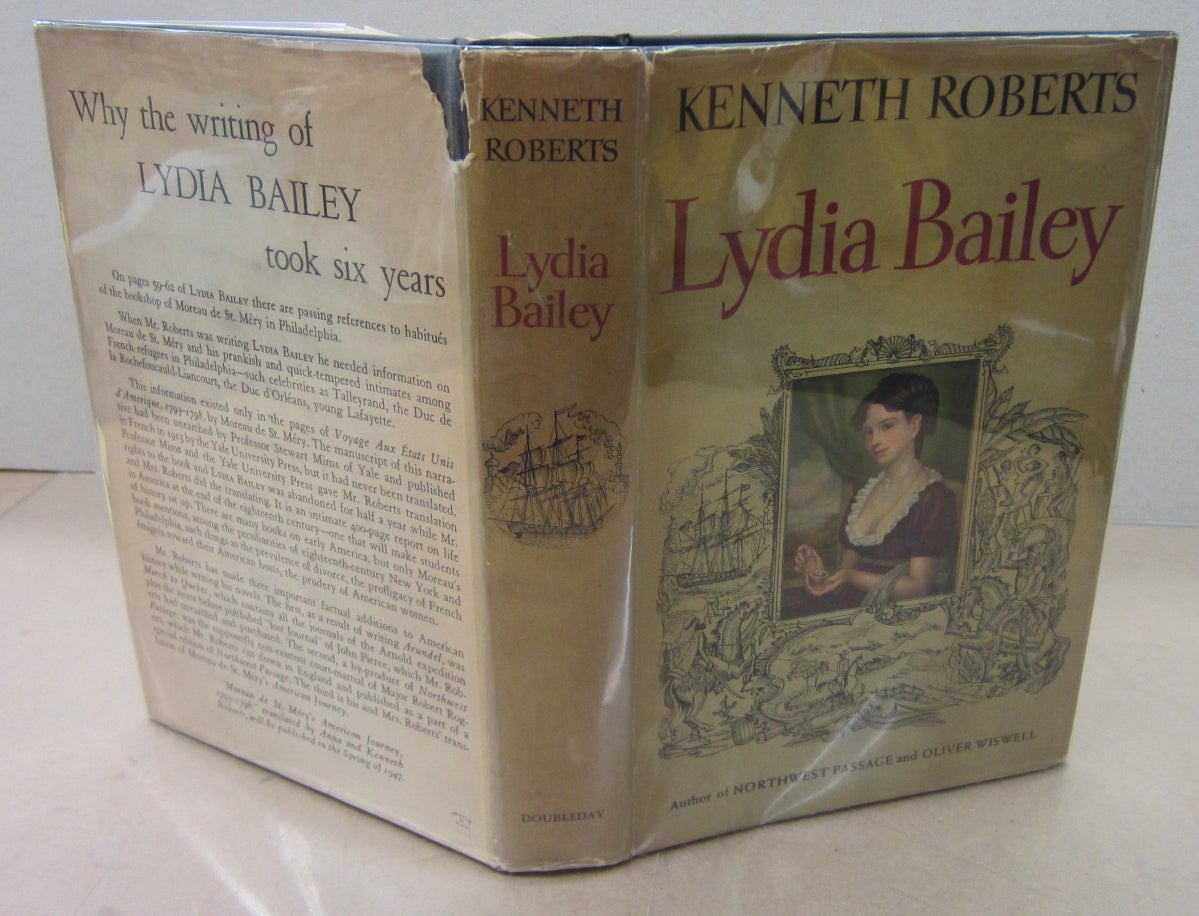 Why the writing of
LYDIA BAILEY
took six years
On pages 59-62 of LYDIA BAILEY there are passing references to habitués
of the bookshop of Moreau de St. Méry in Philadelphia.
When Mr. Roberts was writing LYDIA BAILEY he needed information on
Moreau de St. Méry and his prankish and quick-tempered intimates among
French refugees in Philadelphia—such celebrities as Talleyrand, the Duc de
la Rochefoucauld-Liancourt, the Duc d'Orléans, young Lafayette.
This information existed only in the pages of Voyage Aux États Unis
d'Amerique, 1793-1798, by Moreau de St. Méry. The manuscript of this narra-
tive had been unearthed by Professor Stewart Mims of Yale and published
in French in 1913 by the Yale University Press, but it had never been translated.
Professor Mims and the Yale University Press gave Mr. Roberts translation
rights to the book and LYDIA BAILEY was abandoned for half a year while Mr.
and Mrs. Roberts did the translating. It is an intimate 400-page report on life
in America at the end of the eighteenth century—one that will make students
of history sit up. There are many books on early America, but only Moreau's
book mentions, among the peculiarities of eighteenth-century New York and
Philadelphia, such things as the prevalence of divorce, the profligacy of French
émigrés toward their American hosts, the prudery of American women.
Mr. Roberts has made three important factual additions to American
history while writing his novels. The first, as a result of writing Arundel, was
March to Quebec, which contains all the journals of the Arnold expedition
plus the never before published "lost Journal" of John Pierce, which Mr. Rob-
erts had unearthed and purchased. The second, a by-product of Northwest
Passage, was the supposedly non-existent court-martial of Major Robert Rog-
ers, which Mr. Roberts ran down in England and published as a part of a
special edition of Northwest Passage. The third is his and Mrs. Roberts' trans-
lation of Moreau de St. Méry's American Journey.
"Moreau de St. Méry's American Journey,
1793-1798," translated by Anna and Kenneth
Roberts, will be published in the Spring of 1947.
KENNETH
ROBERTS
Lydia
Bailey
DOUBLEDAY
KENNETH ROBERTS
Lydia Bailey
Author of NORTHWEST PASSAGE and OLIVER WISWELL